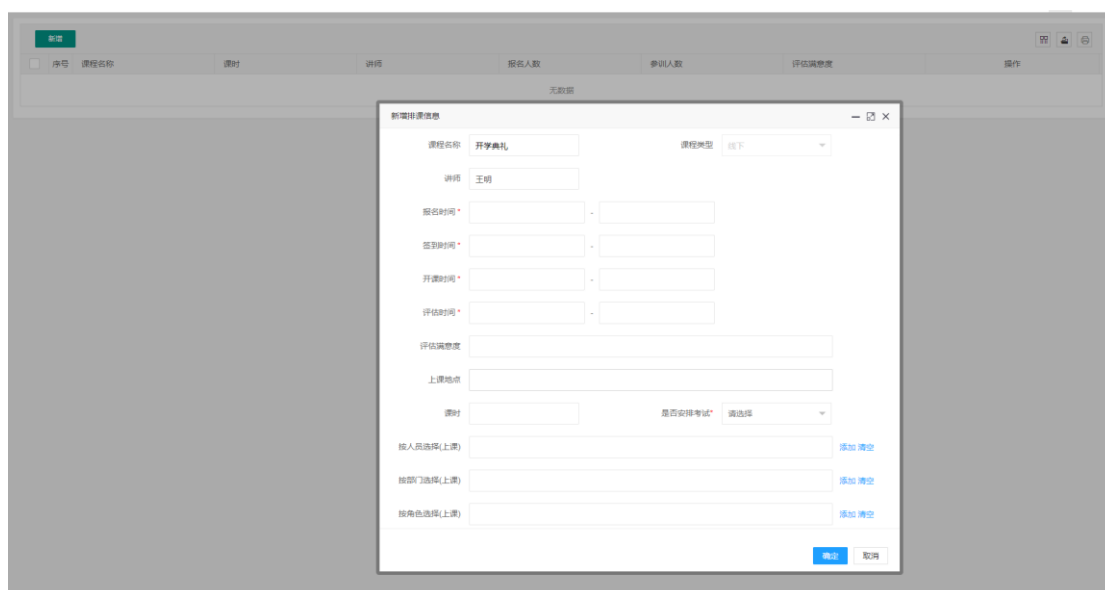 新增
序号 课程名称 课时 讲师 报名人数 参训人数 评估满意度 操作
无数据
新增排课信息
课程名称 开学典礼 课程类型 线下
讲师 王明
报名时间* -
签到时间* -
开课时间* -
评估时间* -
评估满意度
上课地点
课时 是否安排考试* 请选择
按人员选择(上课) 添加 清空
按部门选择(上课) 添加 清空
按角色选择(上课) 添加 清空
确定 取消